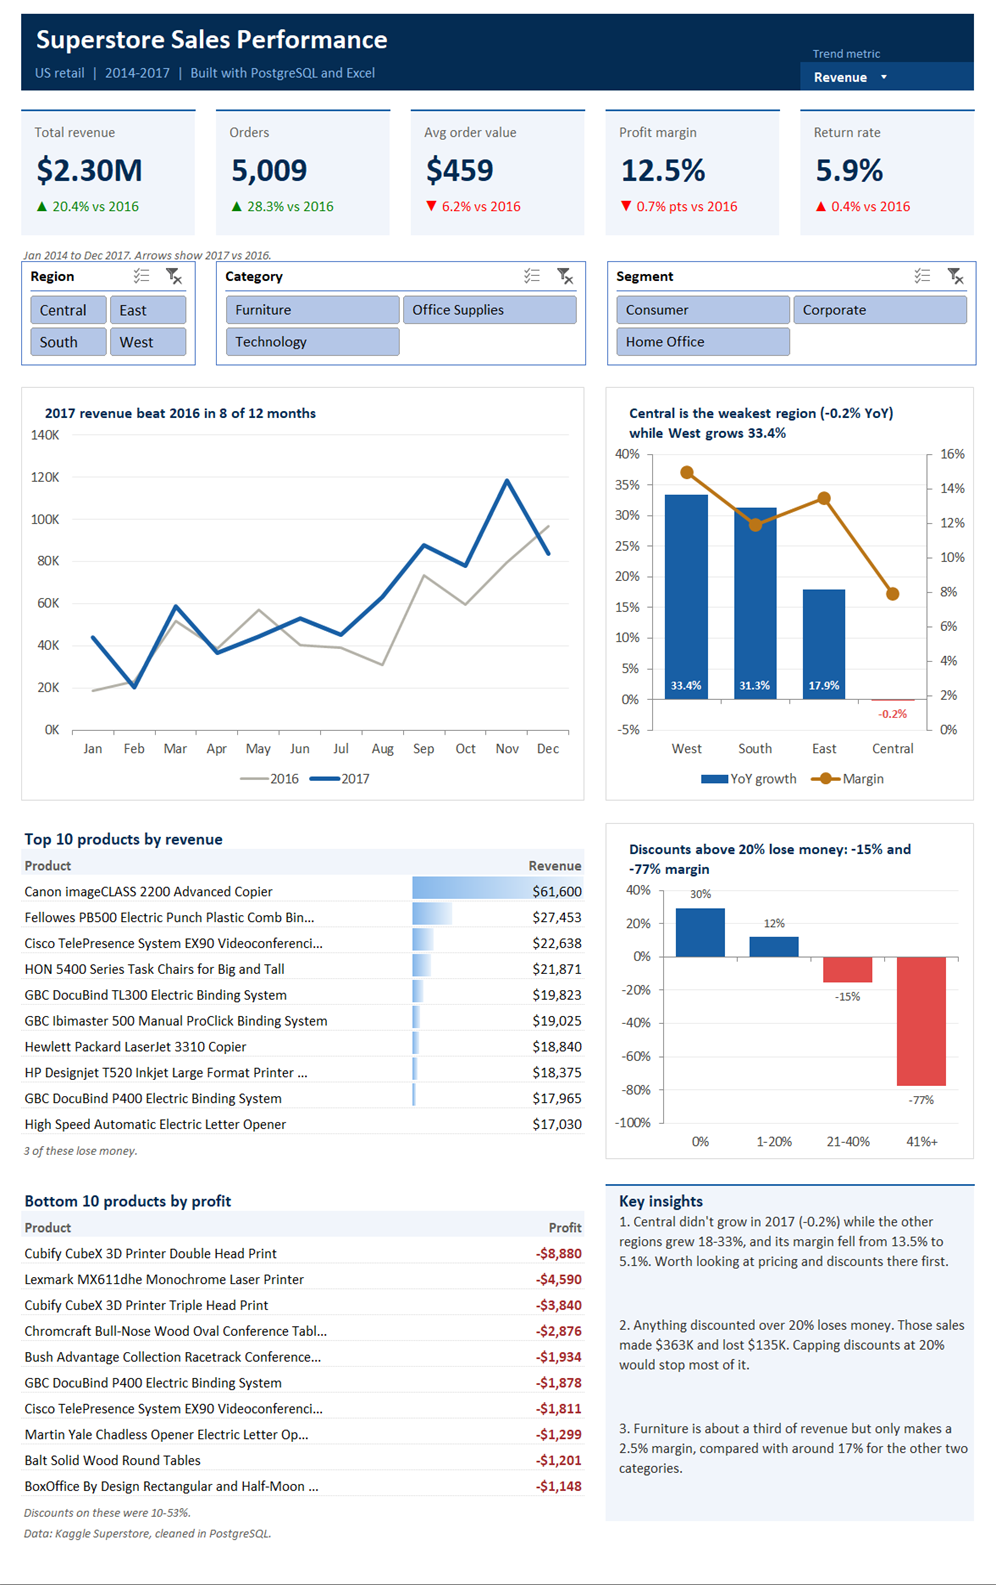 Superstore Sales Performance
US retail | 2014-2017 | Built with PostgreSQL and Excel
Trend metric
Revenue ▼
Total revenue
$2.30M
▲ 20.4% vs 2016
Orders
5,009
▲ 28.3% vs 2016
Avg order value
$459
▼ 6.2% vs 2016
Profit margin
12.5%
▼ 0.7% pts vs 2016
Return rate
5.9%
▲ 0.4% vs 2016
Jan 2014 to Dec 2017. Arrows show 2017 vs 2016.
Region
Central East
South West
Category
Furniture Office Supplies
Technology
Segment
Consumer Corporate
Home Office
2017 revenue beat 2016 in 8 of 12 months
140K
120K
100K
80K
60K
40K
20K
0K
Jan Feb Mar Apr May Jun Jul Aug Sep Oct Nov Dec
2016 2017
Central is the weakest region (-0.2% YoY)
while West grows 33.4%
40% 16%
35% 14%
30% 12%
25% 10%
20% 8%
15% 6%
10% 4%
5% 2%
0% 0%
-5%
33.4% 31.3% 17.9% -0.2%
West South East Central
YoY growth Margin
Top 10 products by revenue
Product Revenue
Canon imageCLASS 2200 Advanced Copier $61,600
Fellowes PB500 Electric Punch Plastic Comb Bin... $27,453
Cisco TelePresence System EX90 Videoconferenci... $22,638
HON 5400 Series Task Chairs for Big and Tall $21,871
GBC DocuBind TL300 Electric Binding System $19,823
GBC Ibimaster 500 Manual ProClick Binding System $19,025
Hewlett Packard LaserJet 3310 Copier $18,840
HP Designjet T520 Inkjet Large Format Printer ... $18,375
GBC DocuBind P400 Electric Binding System $17,965
High Speed Automatic Electric Letter Opener $17,030
3 of these lose money.
Discounts above 20% lose money: -15% and
-77% margin
40%
20%
0%
-20%
-40%
-60%
-80%
-100%
30%
12%
-15%
-77%
0% 1-20% 21-40% 41%+
Bottom 10 products by profit
Product Profit
Cubify CubeX 3D Printer Double Head Print -$8,880
Lexmark MX611dhe Monochrome Laser Printer -$4,590
Cubify CubeX 3D Printer Triple Head Print -$3,840
Chromcraft Bull-Nose Wood Oval Conference Tabl... -$2,876
Bush Advantage Collection Racetrack Conference... -$1,934
GBC DocuBind P400 Electric Binding System -$1,878
Cisco TelePresence System EX90 Videoconferenci... -$1,811
Martin Yale Chadless Opener Electric Letter Op... -$1,299
Balt Solid Wood Round Tables -$1,201
BoxOffice By Design Rectangular and Half-Moon ... -$1,148
Discounts on these were 10-53%.
Data: Kaggle Superstore, cleaned in PostgreSQL.
Key insights
1. Central didn't grow in 2017 (-0.2%) while the other
regions grew 18-33%, and its margin fell from 13.5% to
5.1%. Worth looking at pricing and discounts there first.
2. Anything discounted over 20% loses money. Those sales
made $363K and lost $135K. Capping discounts at 20%
would stop most of it.
3. Furniture is about a third of revenue but only makes a
2.5% margin, compared with around 17% for the other two
categories.